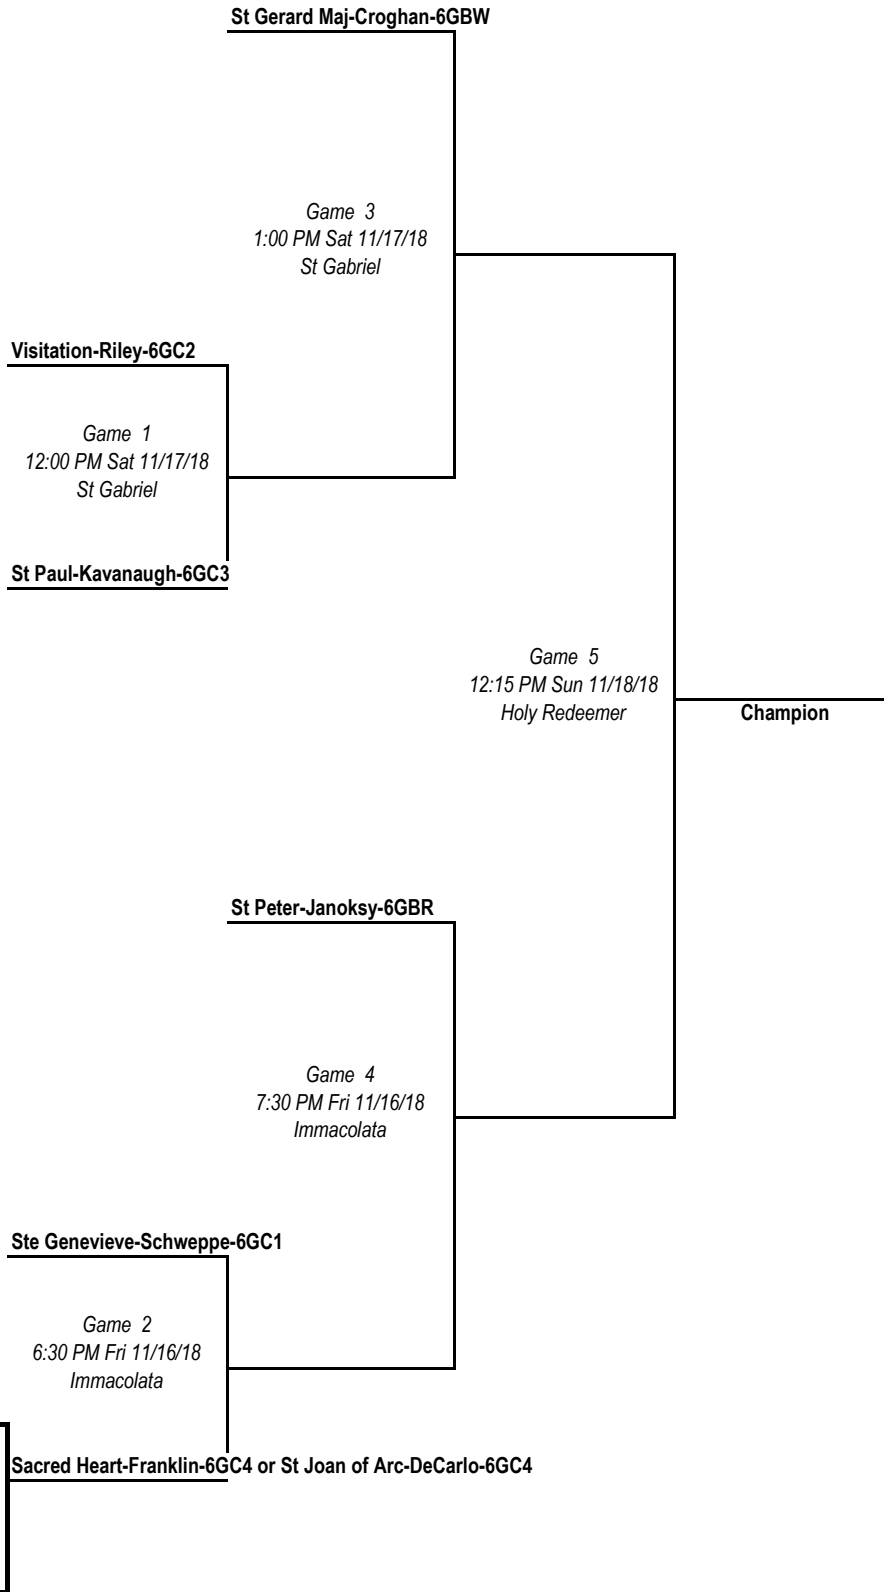 St Gerard Maj-Croghan-6GBW
Game 3
1:00 PM Sat 11/17/18
St Gabriel
Visitation-Riley-6GC2
Game 1
12:00 PM Sat 11/17/18
St Gabriel
St Paul-Kavanaugh-6GC3
Game 5
12:15 PM Sun 11/18/18
Holy Redeemer
Champion
St Peter-Janoksy-6GBR
Game 4
7:30 PM Fri 11/16/18
Immacolata
Ste Genevieve-Schweppe-6GC1
Game 2
6:30 PM Fri 11/16/18
Immacolata
Sacred Heart-Franklin-6GC4 or St Joan of Arc-DeCarlo-6GC4